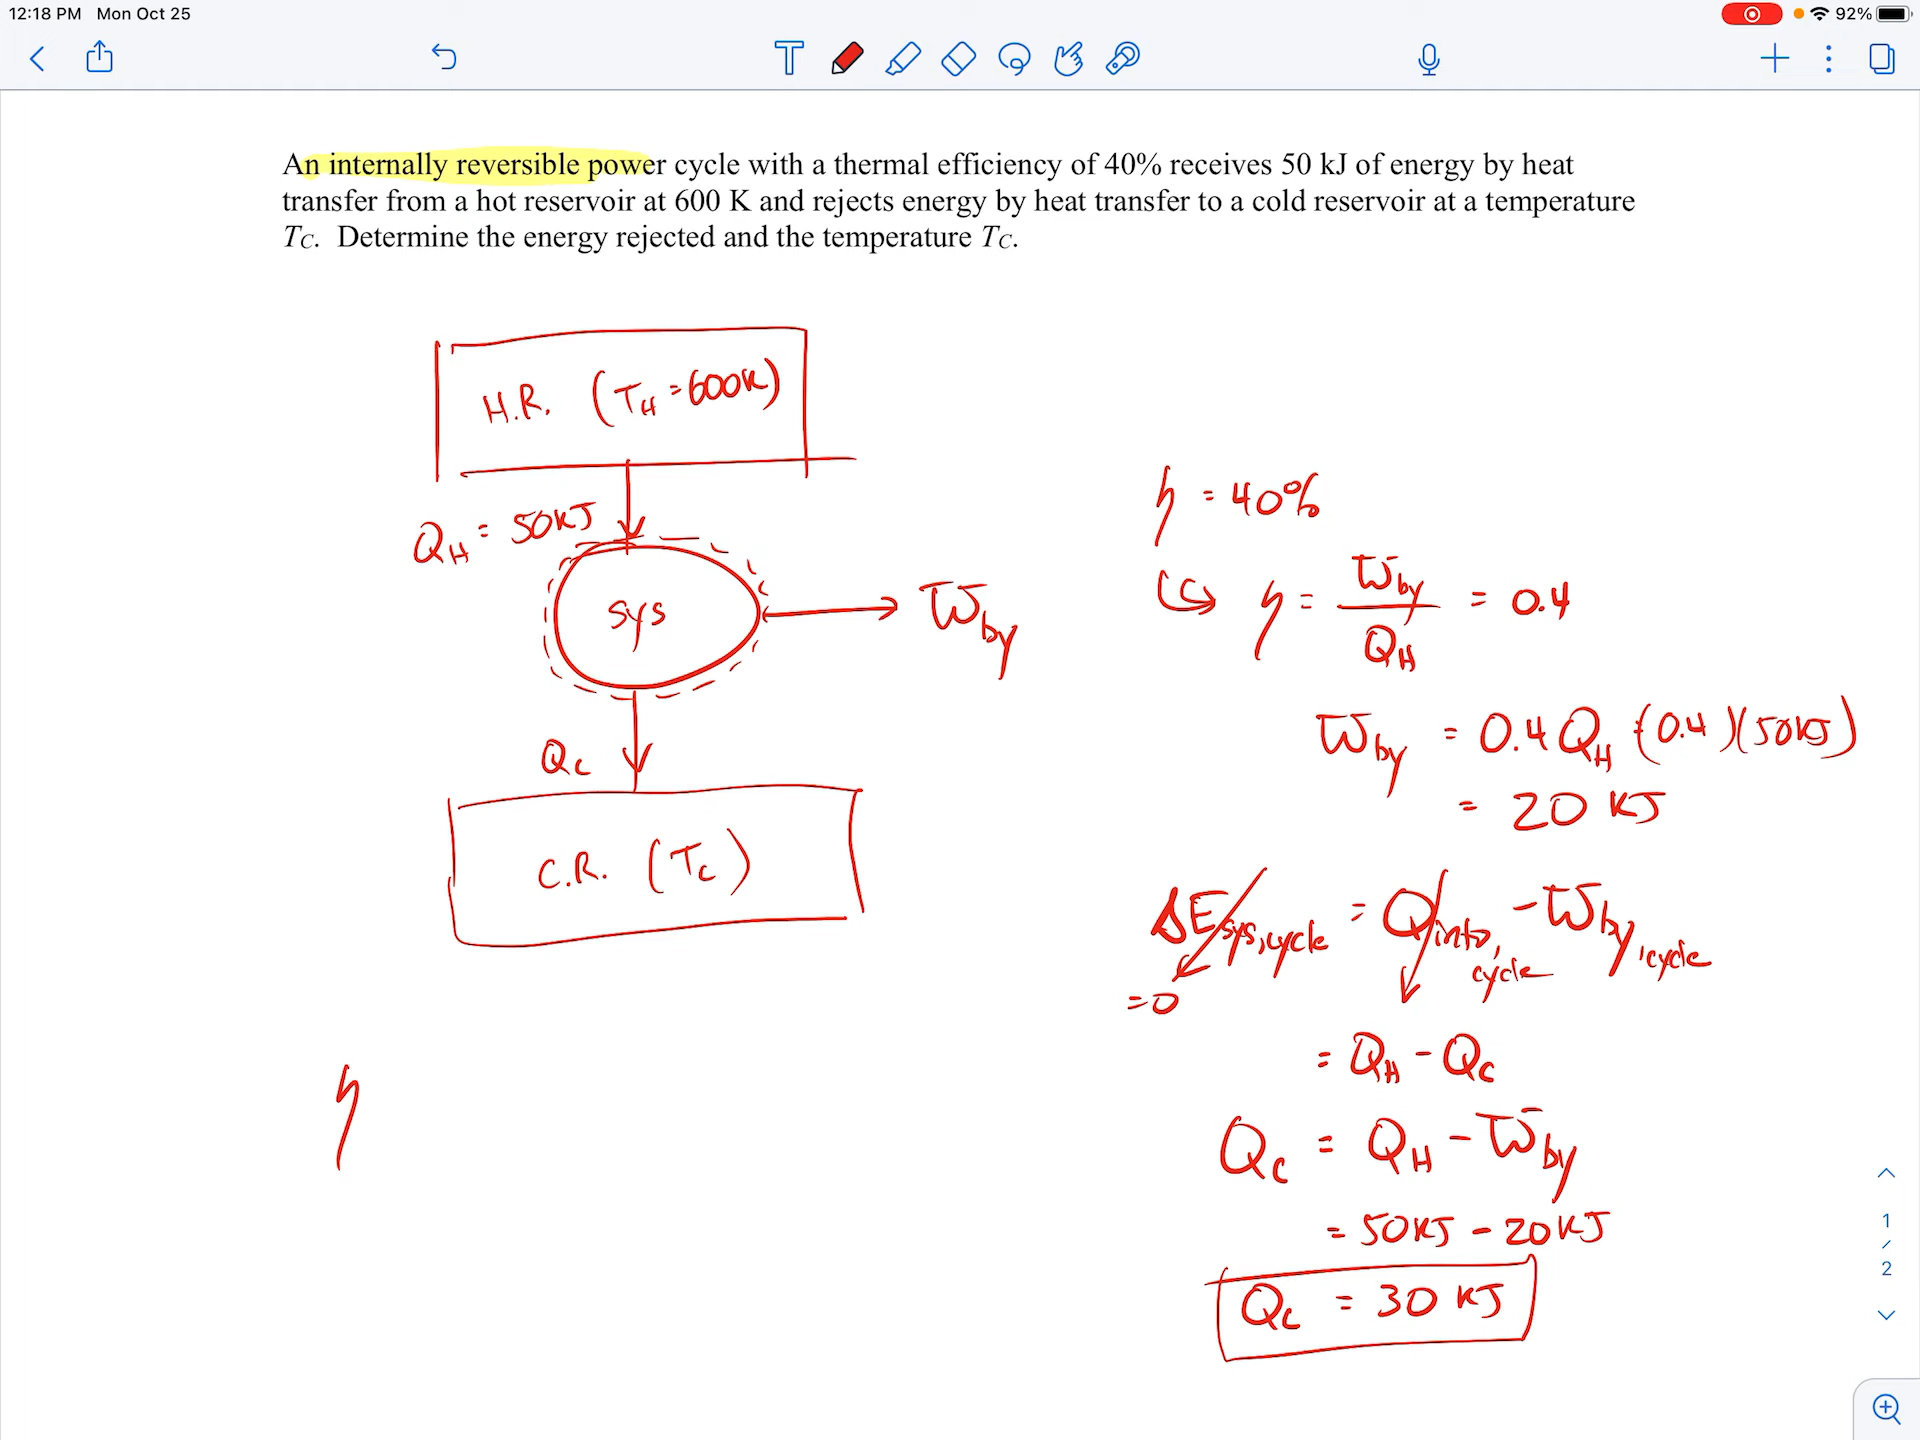 12:18 PM Mon Oct 25
92%
T
An internally reversible power cycle with a thermal efficiency of 40% receives 50 kJ of energy by heat
transfer from a hot reservoir at 600 K and rejects energy by heat transfer to a cold reservoir at a temperature
TC. Determine the energy rejected and the temperature TC.
H.R. (TH = 600K)
QH = 50KJ
sys
Wby
QC
C.R. (TC)
η
η = 40%
↳ η = Wby / QH = 0.4
Wby = 0.4 QH = (0.4)(50KJ)
= 20 KJ
ΔEsys,cycle = Qinto,cycle - Wby,cycle
=0
= QH - QC
QC = QH - Wby
= 50KJ - 20KJ
QC = 30 KJ
1
/
2